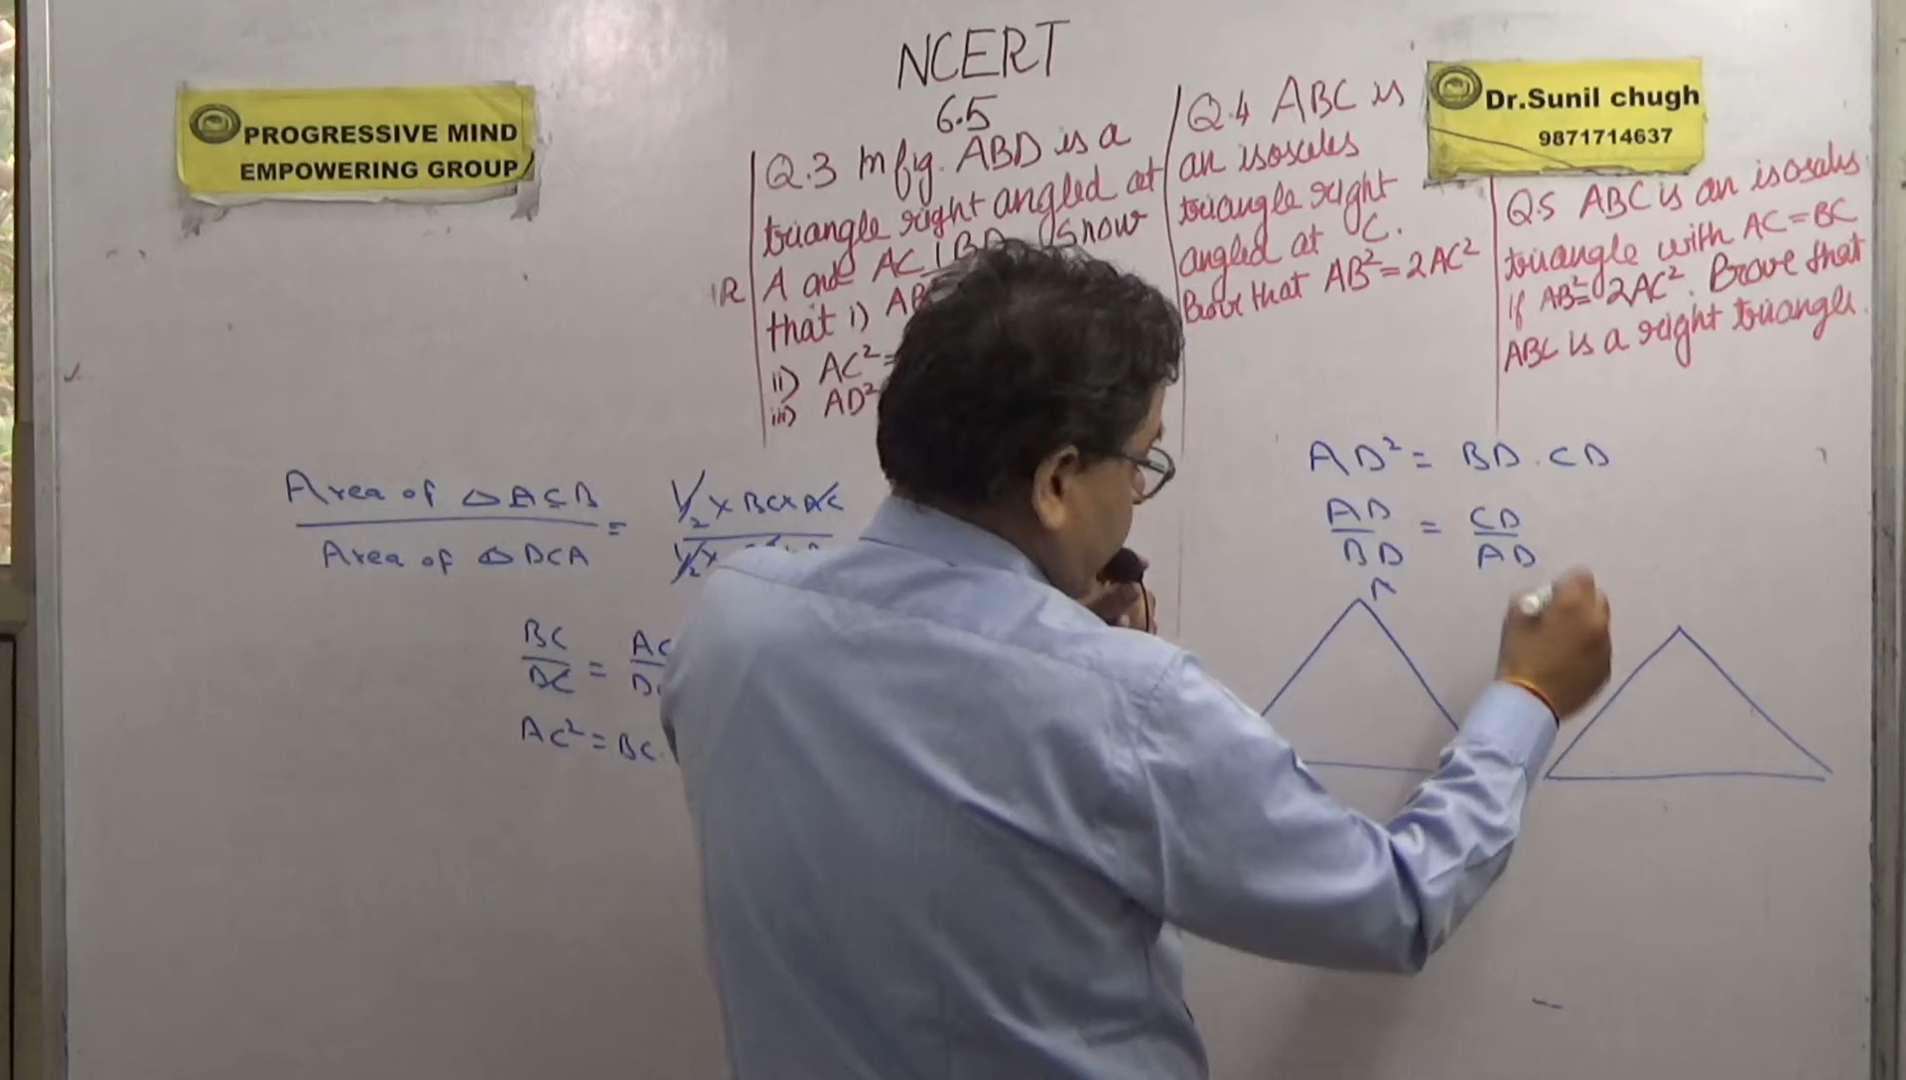 NCERT
6.5
PROGRESSIVE MIND
EMPOWERING GROUP
Dr.Sunil chugh
9871714637
Q.3 In fig. ABD is a
triangle right angled at
A and AC ⊥ BD. Show
that i) AB
ii) AC² =
iii) AD²
Q.4 ABC is
an isosules
triangle right
angled at C.
Prove that AB² = 2AC²
Q.5 ABC is an isosules
triangle with AC = BC
if AB² = 2AC². Prove that
ABC is a right triangle.
Area of △ACB / Area of △DCA = 1/2 × BC × AC
BC/DC = AC
AC² = BC.
AD² = BD . CD
AD/BD = CD/AD
A